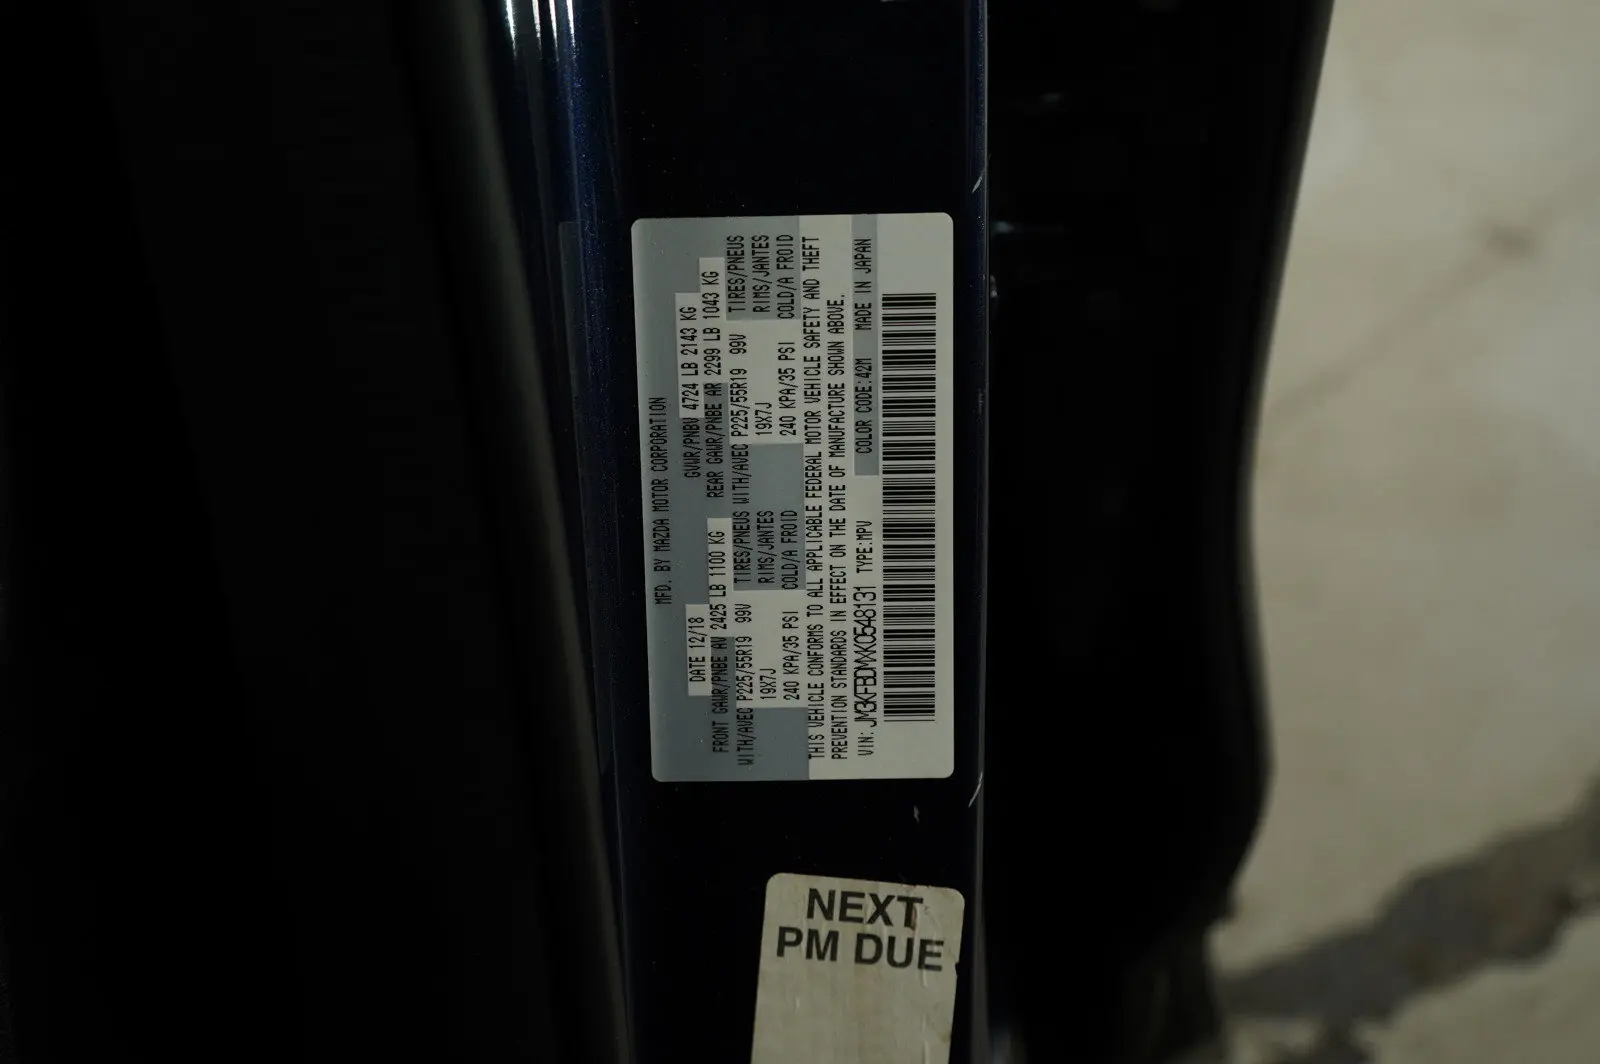 MFD. BY MAZDA MOTOR CORPORATION
DATE 12/18 GVWR/PNBV 4724 LB 2143 KG
FRONT GAWR/PNBE AV 2425 LB 1100 KG REAR GAWR/PNBE AR 2299 LB 1043 KG
WITH/AVEC P225/55R19 99V TIRES/PNEUS WITH/AVEC P225/55R19 99V TIRES/PNEUS
19X7J RIMS/JANTES 19X7J RIMS/JANTES
240 KPA/35 PSI COLD/A FROID 240 KPA/35 PSI COLD/A FROID
THIS VEHICLE CONFORMS TO ALL APPLICABLE FEDERAL MOTOR VEHICLE SAFETY AND THEFT
PREVENTION STANDARDS IN EFFECT ON THE DATE OF MANUFACTURE SHOWN ABOVE.
VIN: JM3KFBDMXK0548131 TYPE:MPV COLOR CODE:42M MADE IN JAPAN
NEXT
PM DUE